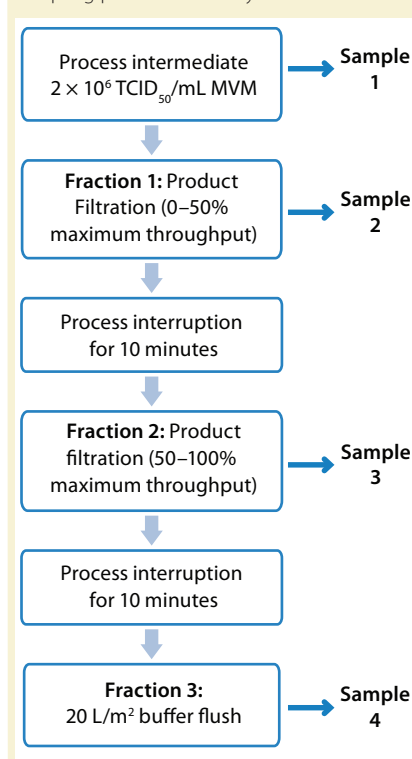 Process intermediate
2 × 10⁶ TCID₅₀/mL MVM
Sample
1
Fraction 1: Product
Filtration (0–50%
maximum throughput)
Sample
2
Process interruption
for 10 minutes
Fraction 2: Product
filtration (50–100%
maximum throughput)
Sample
3
Process interruption
for 10 minutes
Fraction 3:
20 L/m² buffer flush
Sample
4